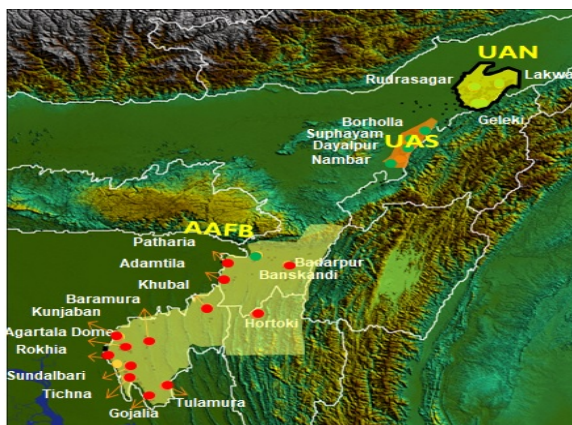 UAN
Rudrasagar
Lakwa
Geleki
Borholla
Suphayam
UAS
Dayalpur
Nambar
AAFB
Patharia
Adamtila
Badarpur
Banskandi
Khubal
Baramura
Kunjaban
Hortoki
Agartala Dome
Rokhia
Sundalbari
Tichna
Tulamura
Gojalia